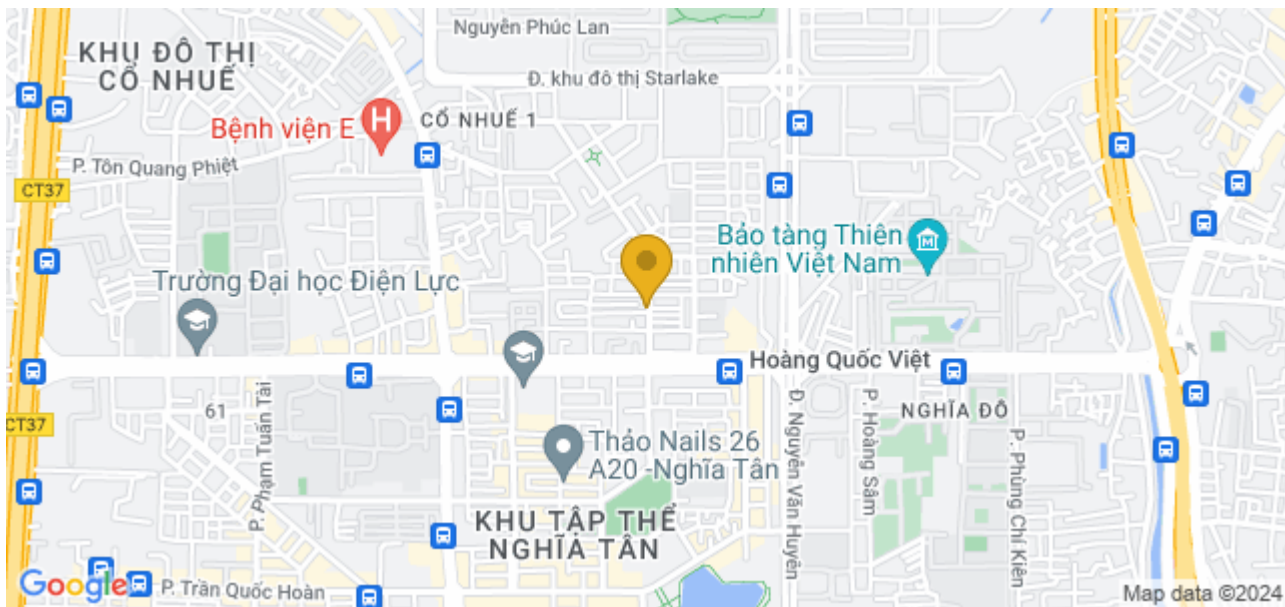 Nguyễn Phúc Lan
KHU ĐÔ THỊ
CỔ NHUẾ
Đ. khu đô thị Starlake
Bệnh viện E
H
CỔ NHUẾ 1
P. Tôn Quang Phiệt
CT37
Bảo tàng Thiên
nhiên Việt Nam
M
Trường Đại học Điện Lực
Hoàng Quốc Việt
61
P. Phạm Tuấn Tài
CT37
NGHĨA ĐÔ
Thảo Nails 26
A20 -Nghĩa Tân
Đ. Nguyễn Văn Huyên
P. Hoàng Sâm
P. Phùng Chí Kiên
KHU TẬP THỂ
NGHĨA TÂN
Google
P. Trần Quốc Hoàn
Map data ©2024